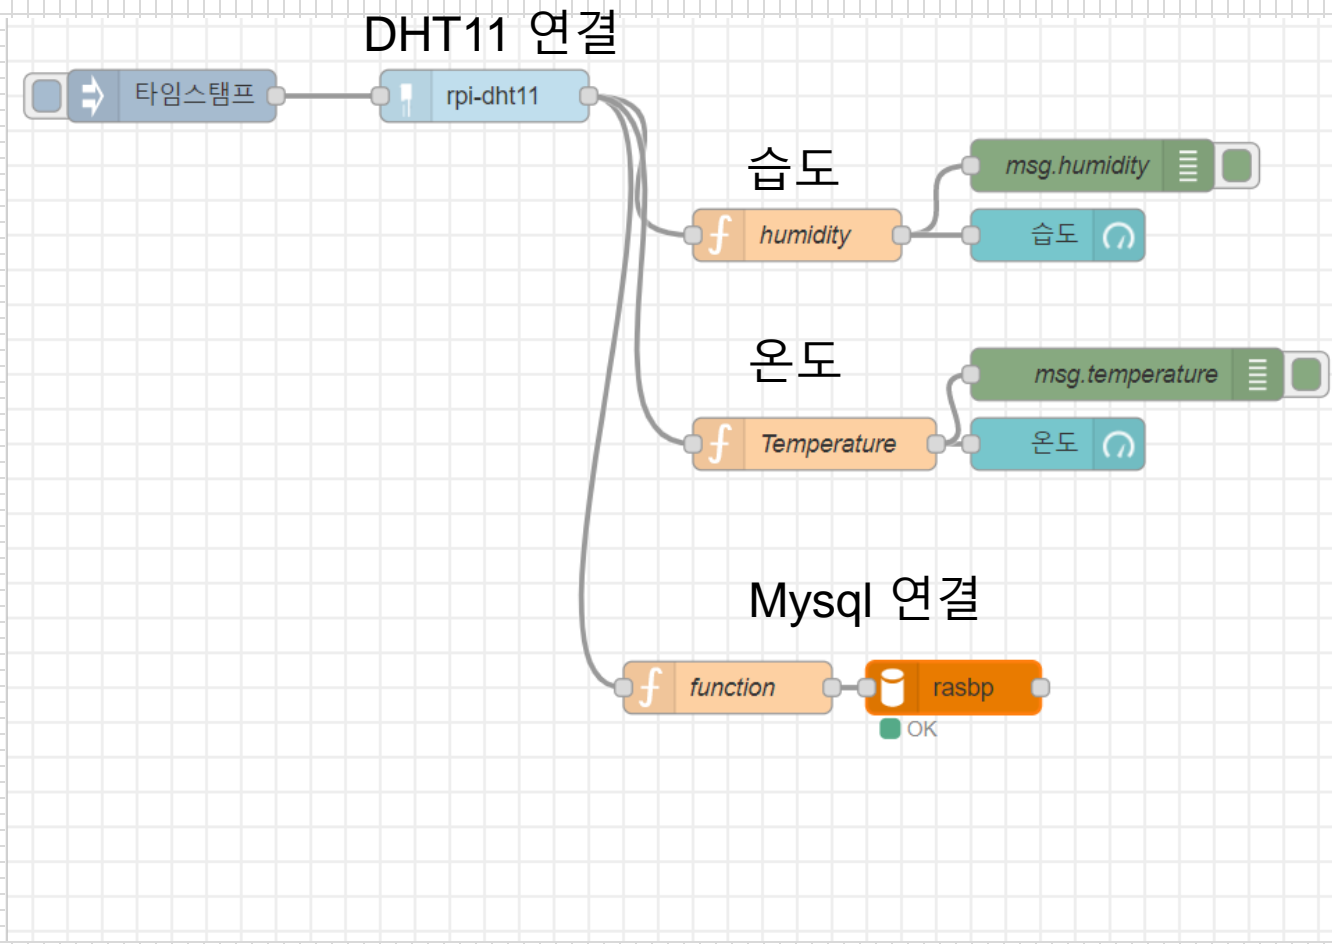 DHT11 연결
타임스탬프
rpi-dht11
습도
msg.humidity
humidity
습도
온도
msg.temperature
Temperature
온도
Mysql 연결
function
rasbp
OK